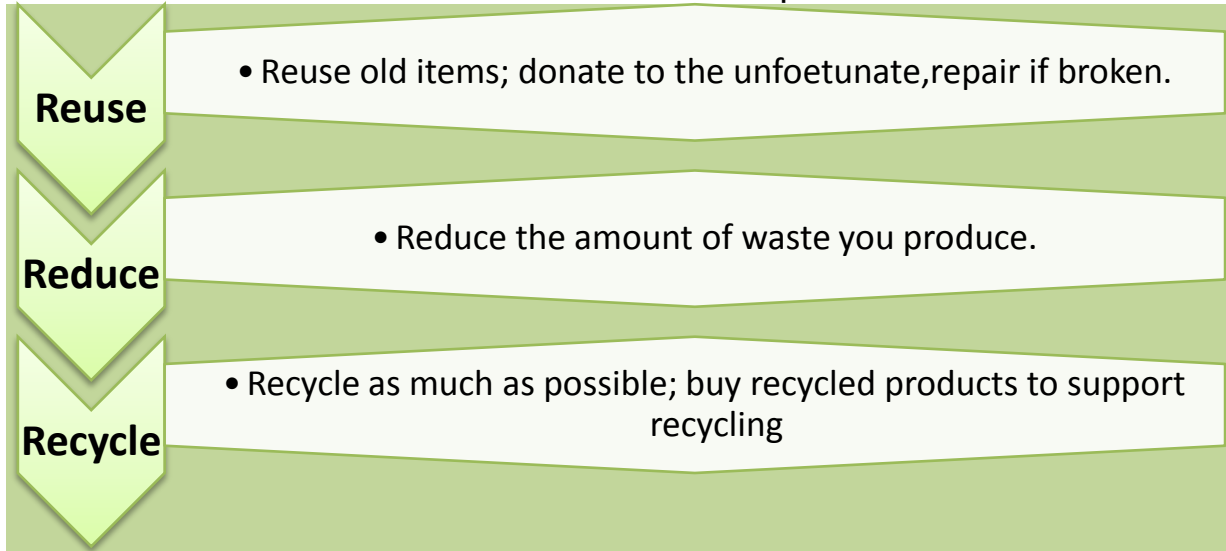 Reuse
• Reuse old items; donate to the unfoetunate,repair if broken.
Reduce
• Reduce the amount of waste you produce.
Recycle
• Recycle as much as possible; buy recycled products to support
recycling